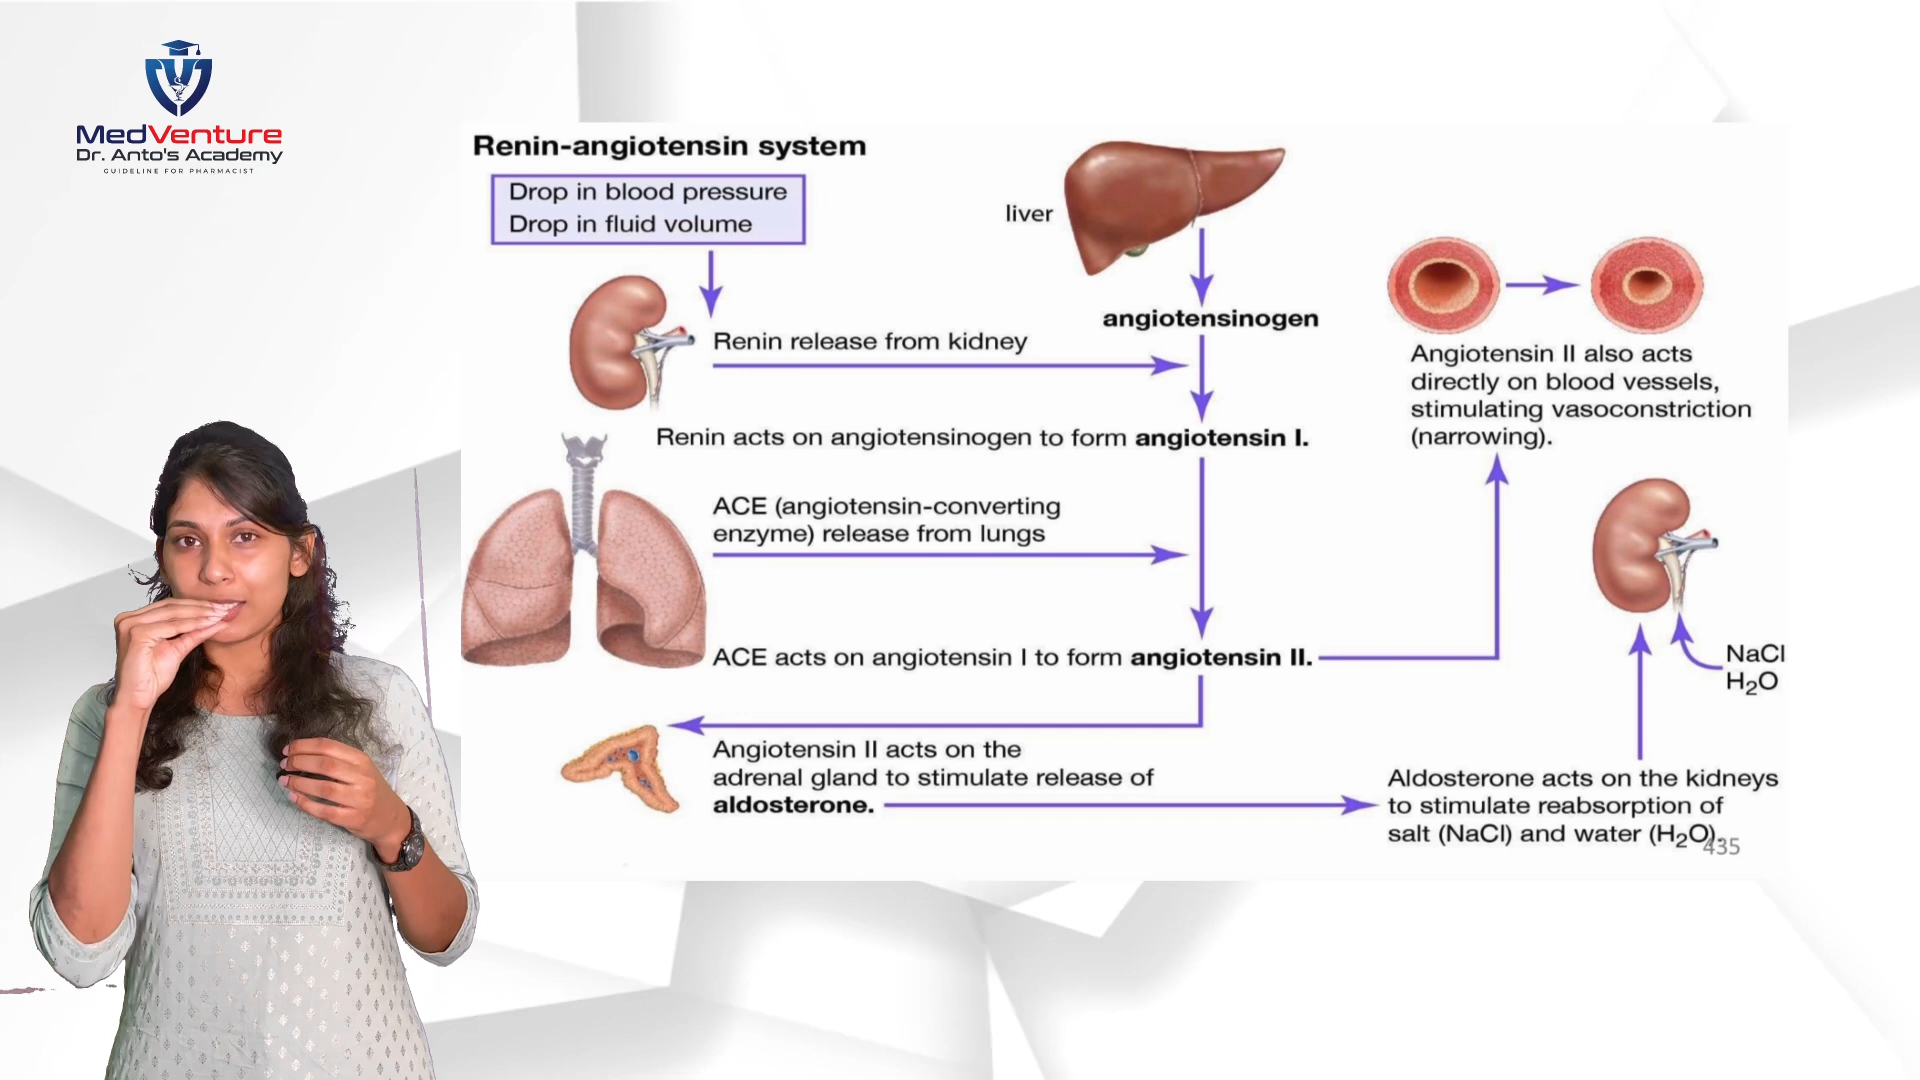 MedVenture
Dr. Anto's Academy
GUIDELINE FOR PHARMACIST
Renin-angiotensin system
Drop in blood pressure
Drop in fluid volume
liver
angiotensinogen
Renin release from kidney
Renin acts on angiotensinogen to form angiotensin I.
ACE (angiotensin-converting
enzyme) release from lungs
ACE acts on angiotensin I to form angiotensin II.
Angiotensin II also acts
directly on blood vessels,
stimulating vasoconstriction
(narrowing).
NaCl
H₂O
Angiotensin II acts on the
adrenal gland to stimulate release of
aldosterone.
Aldosterone acts on the kidneys
to stimulate reabsorption of
salt (NaCl) and water (H₂O).
435